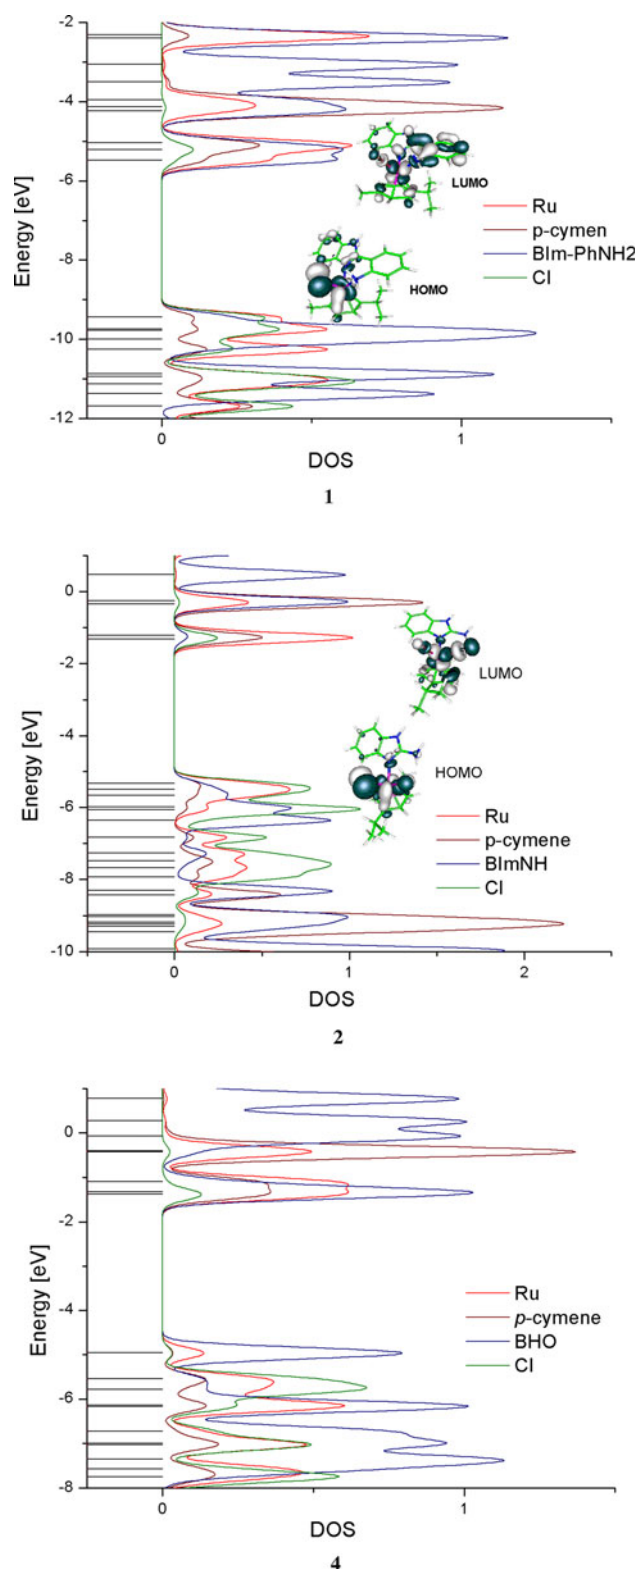 -2
-4
-6
-8
-10
-12
Energy [eV]
LUMO
HOMO
Ru
p-cymen
BIm-PhNH2
Cl
0
1
DOS
1
0
-2
-4
-6
-8
-10
Energy [eV]
LUMO
HOMO
Ru
p-cymene
BImNH
Cl
0
1
2
DOS
2
0
-2
-4
-6
-8
Energy [eV]
Ru
p-cymene
BHO
Cl
0
1
DOS
4